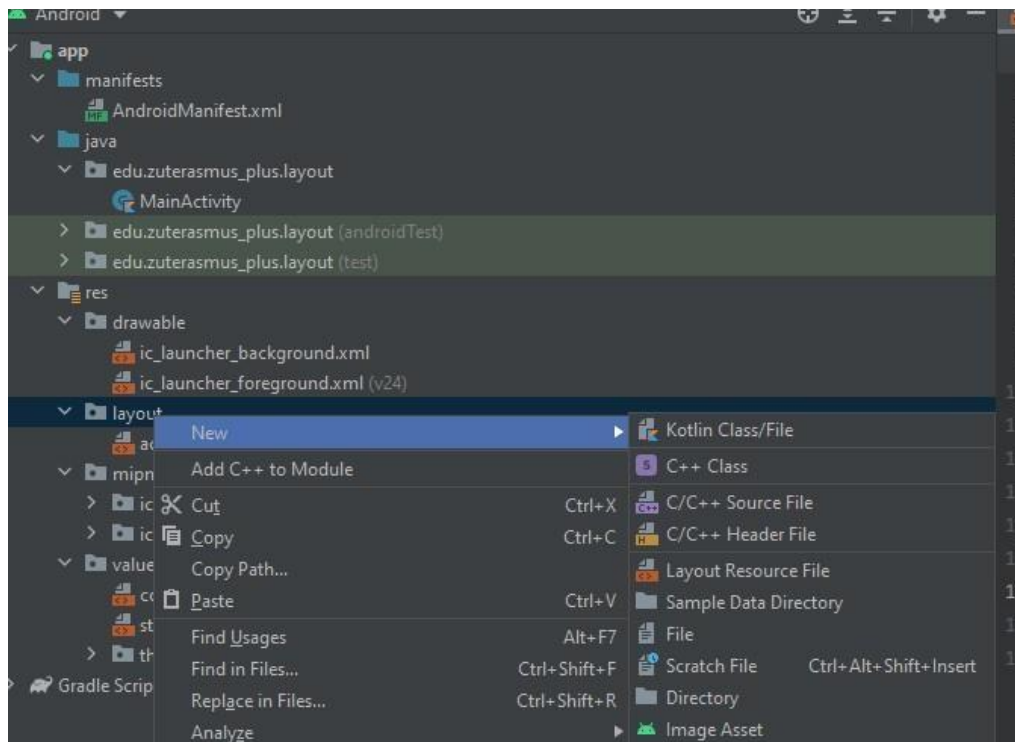 Android
app
manifests
AndroidManifest.xml
java
edu.zuterasmus_plus.layout
MainActivity
edu.zuterasmus_plus.layout (androidTest)
edu.zuterasmus_plus.layout (test)
res
drawable
ic_launcher_background.xml
ic_launcher_foreground.xml (v24)
layout
Gradle Scrip
New
Add C++ to Module
Cut Ctrl+X
Copy Ctrl+C
Copy Path...
Paste Ctrl+V
Find Usages Alt+F7
Find in Files... Ctrl+Shift+F
Replace in Files... Ctrl+Shift+R
Analyze
Kotlin Class/File
C++ Class
C/C++ Source File
C/C++ Header File
Layout Resource File
Sample Data Directory
File
Scratch File Ctrl+Alt+Shift+Insert
Directory
Image Asset